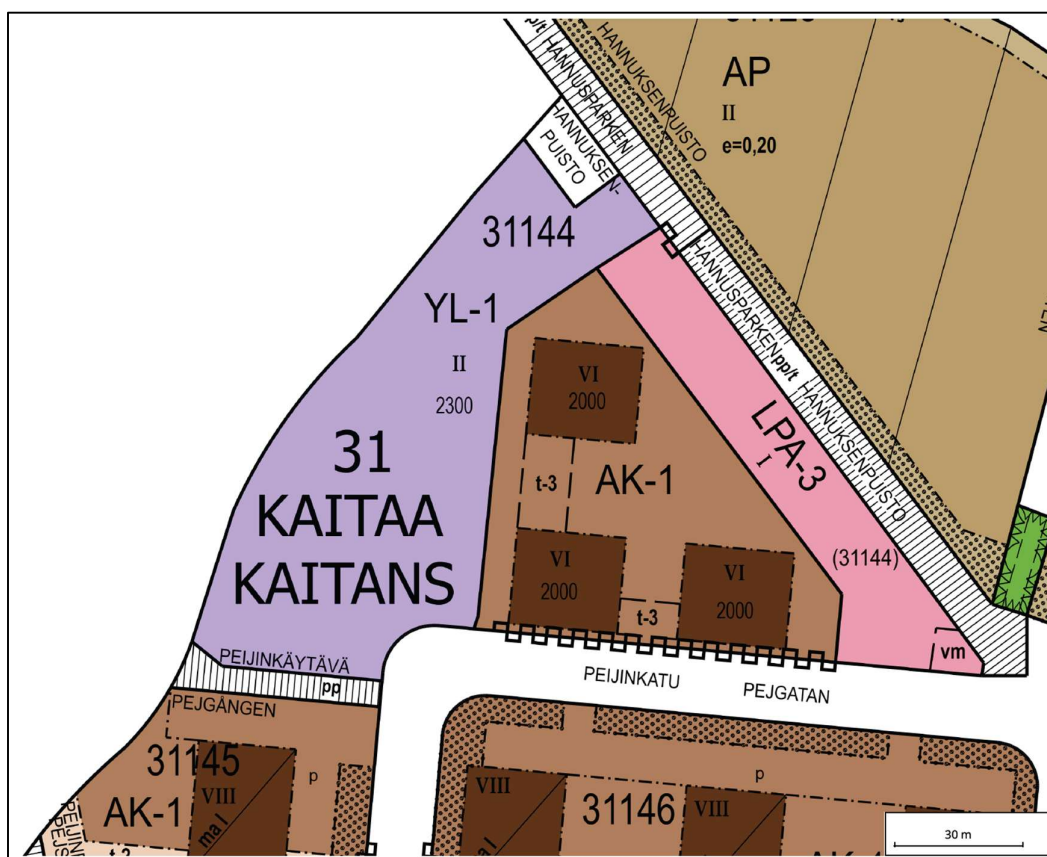 AP
II
e=0,20
HANNUKSENPUISTO
HANNUSPARKEN
HANNUKSEN-
PUISTO
31144
YL-1
II
2300
31
KAITAA
KAITANS
VI
2000
t-3
AK-1
VI
2000
t-3
VI
2000
HANNUSPARKEN
pp/t
HANNUKSENPUISTO
LPA-3
I
(31144)
vm
PEIJINKÄYTÄVÄ
pp
PEJGÅNGEN
PEIJINKATU
PEJGATAN
31145
AK-1
VIII
ma l
p
VIII
31146
VIII
p
30 m